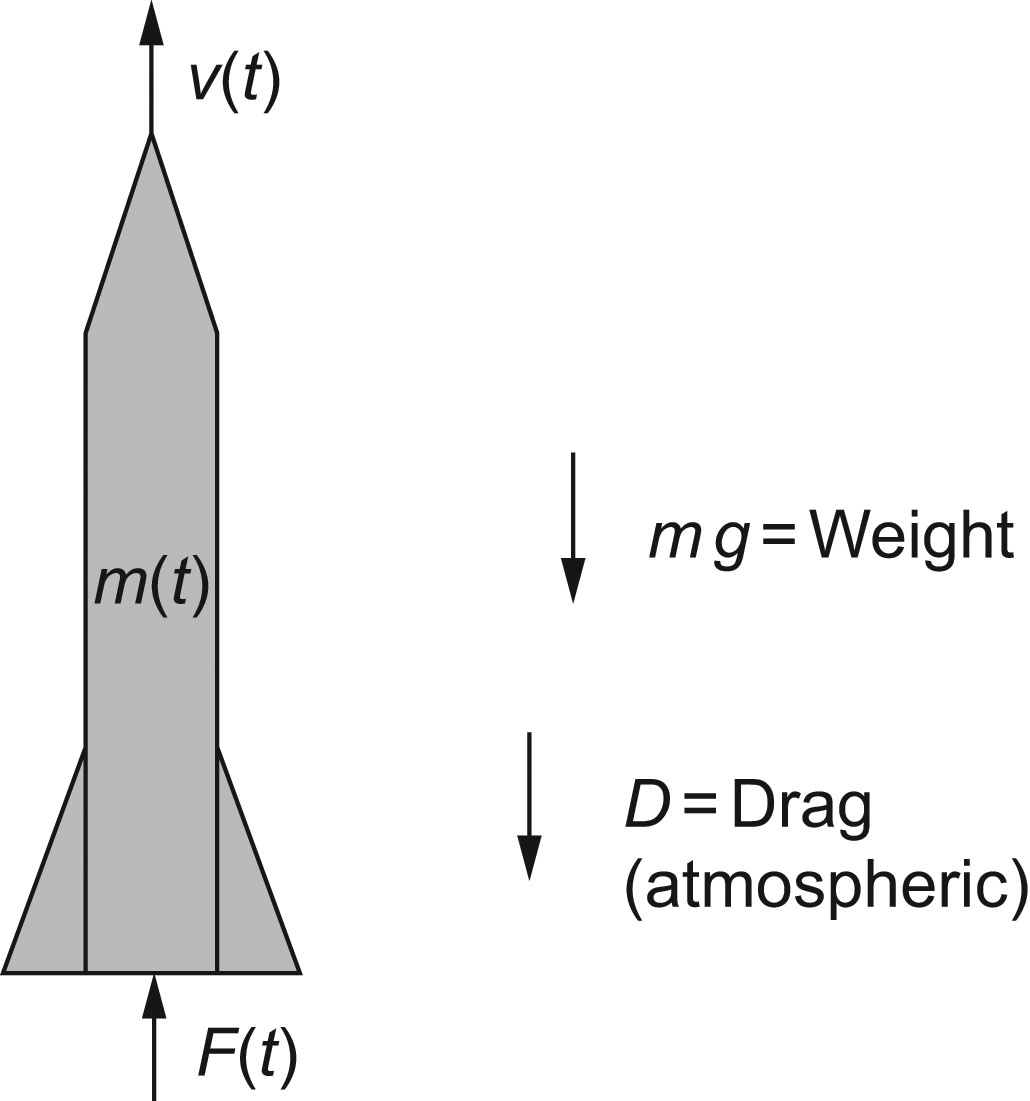 v(t)
m g = Weight
m(t)
D = Drag
(atmospheric)
F(t)